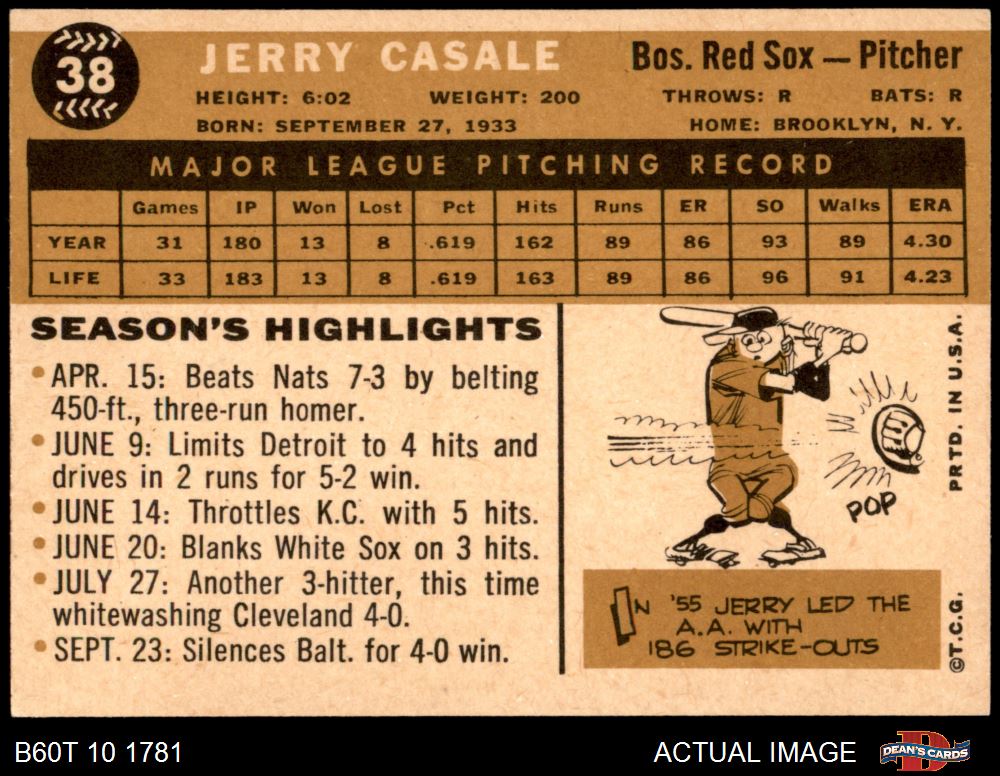 38
JERRY CASALE
Bos. Red Sox — Pitcher
HEIGHT: 6:02 WEIGHT: 200 THROWS: R BATS: R
BORN: SEPTEMBER 27, 1933 HOME: BROOKLYN, N. Y.
MAJOR LEAGUE PITCHING RECORD
Games IP Won Lost Pct Hits Runs ER SO Walks ERA
YEAR 31 180 13 8 .619 162 89 86 93 89 4.30
LIFE 33 183 13 8 .619 163 89 86 96 91 4.23
SEASON'S HIGHLIGHTS
• APR. 15: Beats Nats 7-3 by belting
450-ft., three-run homer.
• JUNE 9: Limits Detroit to 4 hits and
drives in 2 runs for 5-2 win.
• JUNE 14: Throttles K.C. with 5 hits.
• JUNE 20: Blanks White Sox on 3 hits.
• JULY 27: Another 3-hitter, this time
whitewashing Cleveland 4-0.
• SEPT. 23: Silences Balt. for 4-0 win.
POP
IN '55 JERRY LED THE
A.A. WITH
186 STRIKE-OUTS
PRTD. IN U.S.A.
©T.C.G.
B60T 10 1781
ACTUAL IMAGE
D
DEAN'S CARDS